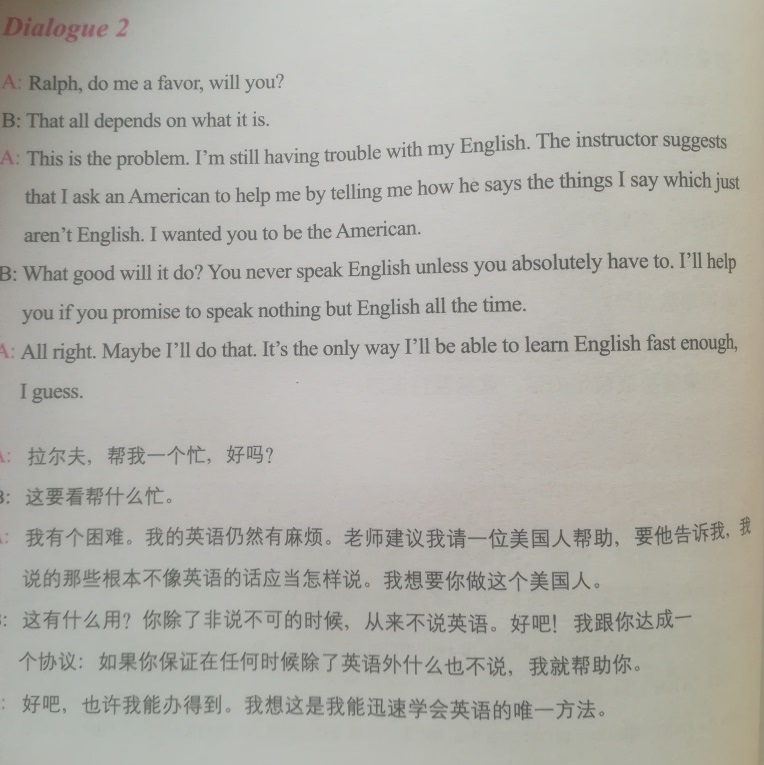 Dialogue 2
A: Ralph, do me a favor, will you?
B: That all depends on what it is.
A: This is the problem. I'm still having trouble with my English. The instructor suggests
that I ask an American to help me by telling me how he says the things I say which just
aren't English. I wanted you to be the American.
B: What good will it do? You never speak English unless you absolutely have to. I'll help
you if you promise to speak nothing but English all the time.
A: All right. Maybe I'll do that. It's the only way I'll be able to learn English fast enough,
I guess.
A: 拉尔夫，帮我一个忙，好吗？
B: 这要看帮什么忙。
: 我有个困难。我的英语仍然有麻烦。老师建议我请一位美国人帮助，要他告诉我，我
说的那些根本不像英语的话应当怎样说。我想要你做这个美国人。
: 这有什么用？你除了非说不可的时候，从来不说英语。好吧！我跟你达成一
个协议：如果你保证在任何时候除了英语外什么也不说，我就帮助你。
: 好吧，也许我能办得到。我想这是我能迅速学会英语的唯一方法。